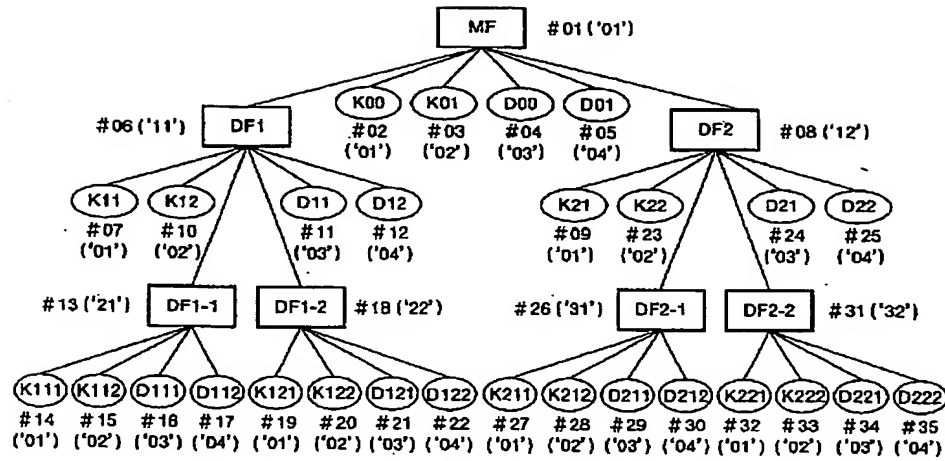 MF #01 ('01')
K00 K01 D00 D01
#06 ('11') DF1 #02 #03 #04 #05 DF2 #08 ('12')
('01') ('02') ('03') ('04')
K11 K12 D11 D12 K21 K22 D21 D22
#07 #10 #11 #12 #09 #23 #24 #25
('01') ('02') ('03') ('04') ('01') ('02') ('03') ('04')
#13 ('21') DF1-1 DF1-2 #18 ('22') #26 ('31') DF2-1 DF2-2 #31 ('32')
K111 K112 D111 D112 K121 K122 D121 D122 K211 K212 D211 D212 K221 K222 D221 D222
#14 #15 #16 #17 #19 #20 #21 #22 #27 #28 #29 #30 #32 #33 #34 #35
('01') ('02') ('03') ('04') ('01') ('02') ('03') ('04') ('01') ('02') ('03') ('04') ('01') ('02') ('03') ('04')